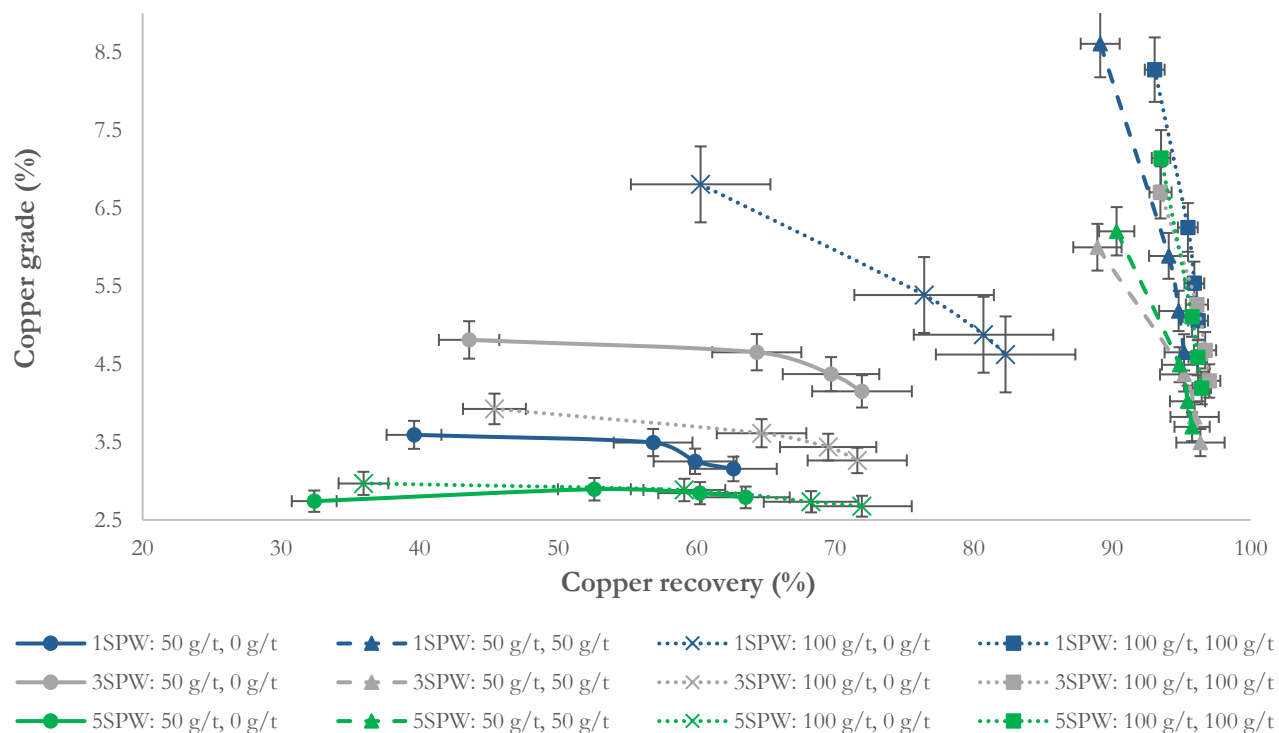 8.5
7.5
6.5
5.5
4.5
3.5
2.5
Copper grade (%)
20 30 40 50 60 70 80 90 100
Copper recovery (%)
1SPW: 50 g/t, 0 g/t 1SPW: 50 g/t, 50 g/t 1SPW: 100 g/t, 0 g/t 1SPW: 100 g/t, 100 g/t
3SPW: 50 g/t, 0 g/t 3SPW: 50 g/t, 50 g/t 3SPW: 100 g/t, 0 g/t 3SPW: 100 g/t, 100 g/t
5SPW: 50 g/t, 0 g/t 5SPW: 50 g/t, 50 g/t 5SPW: 100 g/t, 0 g/t 5SPW: 100 g/t, 100 g/t